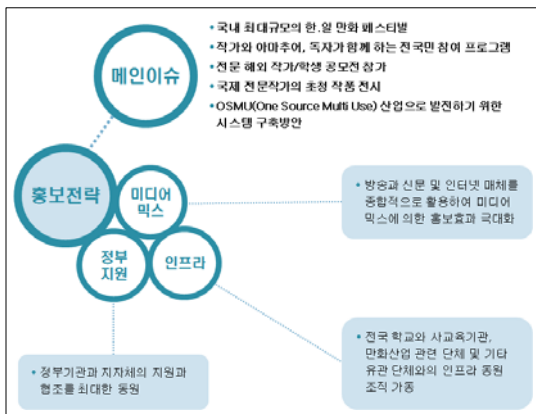 • 국내 최대규모의 한.일 만화 페스티발
• 작가와 아마추어, 독자가 함께 하는 전국민 참여 프로그램
• 전문 해외 작가/학생 공모전 참가
• 국제 전문작가의 초청 작품 전시
• OSMU(One Source Multi Use) 산업으로 발전하기 위한
시스템 구축방안
메인이슈
홍보전략
미디어
믹스
정부
지원
인프라
• 방송과 신문 및 인터넷 매체를
종합적으로 활용하여 미디어
믹스에 의한 홍보효과 극대화
• 전국 학교와 사교육기관,
만화산업 관련 단체 및 기타
유관 단체와의 인프라 동원
조직 가동
• 정부기관과 지자체의 지원과
협조를 최대한 동원